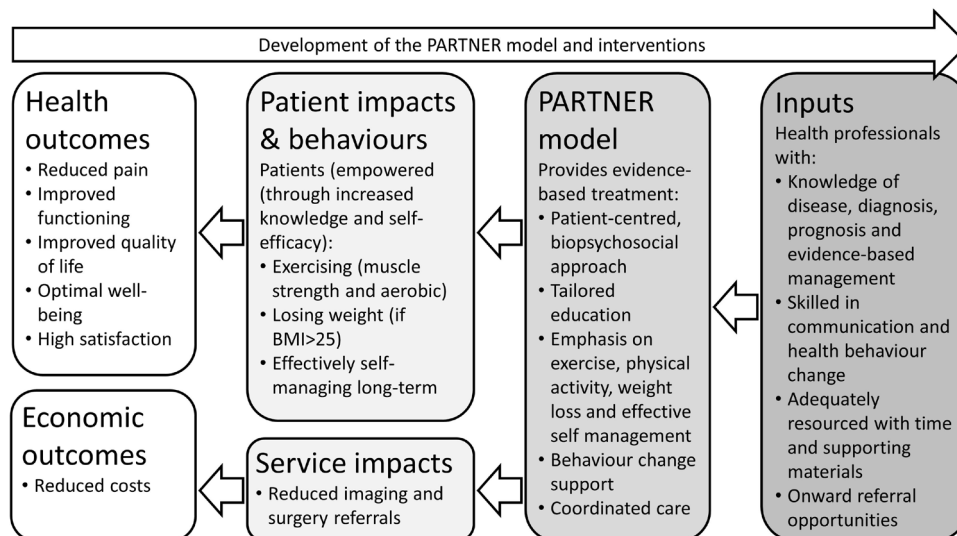 Development of the PARTNER model and interventions
Health
outcomes
• Reduced pain
• Improved
functioning
• Improved quality
of life
• Optimal well-
being
• High satisfaction
Economic
outcomes
• Reduced costs
Patient impacts
& behaviours
Patients (empowered
(through increased
knowledge and self-
efficacy):
• Exercising (muscle
strength and aerobic)
• Losing weight (if
BMI>25)
• Effectively self-
managing long-term
Service impacts
• Reduced imaging and
surgery referrals
PARTNER
model
Provides evidence-
based treatment:
• Patient-centred,
biopsychosocial
approach
• Tailored
education
• Emphasis on
exercise, physical
activity, weight
loss and effective
self management
• Behaviour change
support
• Coordinated care
Inputs
Health professionals
with:
• Knowledge of
disease, diagnosis,
prognosis and
evidence-based
management
• Skilled in
communication and
health behaviour
change
• Adequately
resourced with time
and supporting
materials
• Onward referral
opportunities